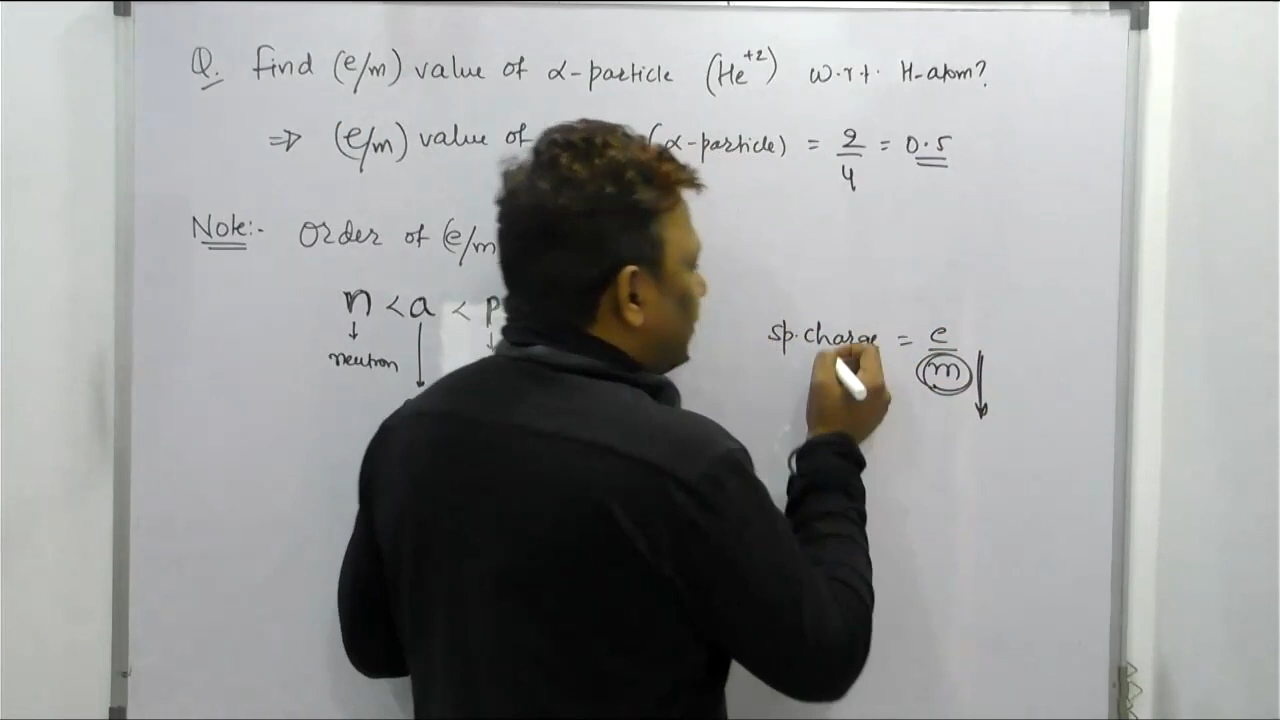 Q. Find (e/m) value of α-particle (He⁺²) w.r.t. H-atom?
⇒ (e/m) value of (α-particle) = 2/4 = 0.5
Note:- Order of (e/m
n < a < p
↓ ↓ ↓
neutron
sp. charge = e/m ↓